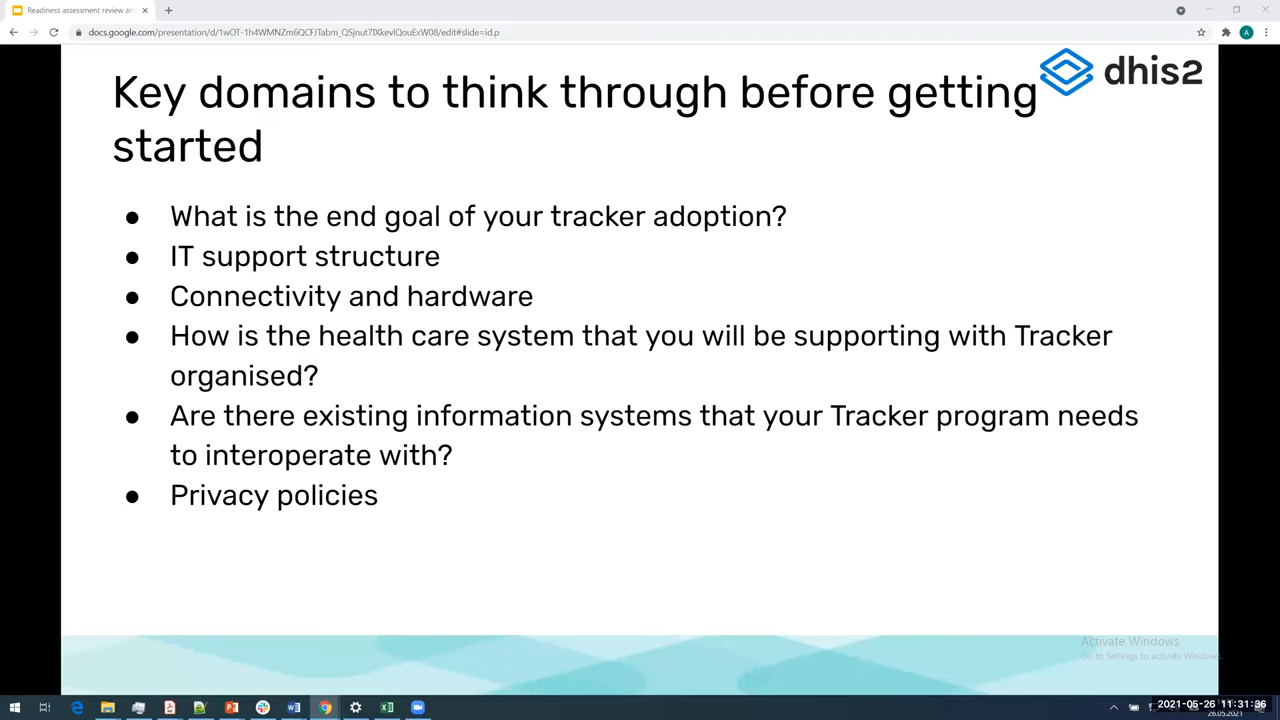 Readiness assessment review an
docs.google.com/presentation/d/1wOT-1h4WMNZm6QCFJTabm_QSjnut7IXkevIQouExW08/edit#slide=id.p
A
dhis2
Key domains to think through before getting
started
● What is the end goal of your tracker adoption?
● IT support structure
● Connectivity and hardware
● How is the health care system that you will be supporting with Tracker
organised?
● Are there existing information systems that your Tracker program needs
to interoperate with?
● Privacy policies
Activate Windows
Go to Settings to activate Windows.
2021-05-26 11:31:36
26.05.2021